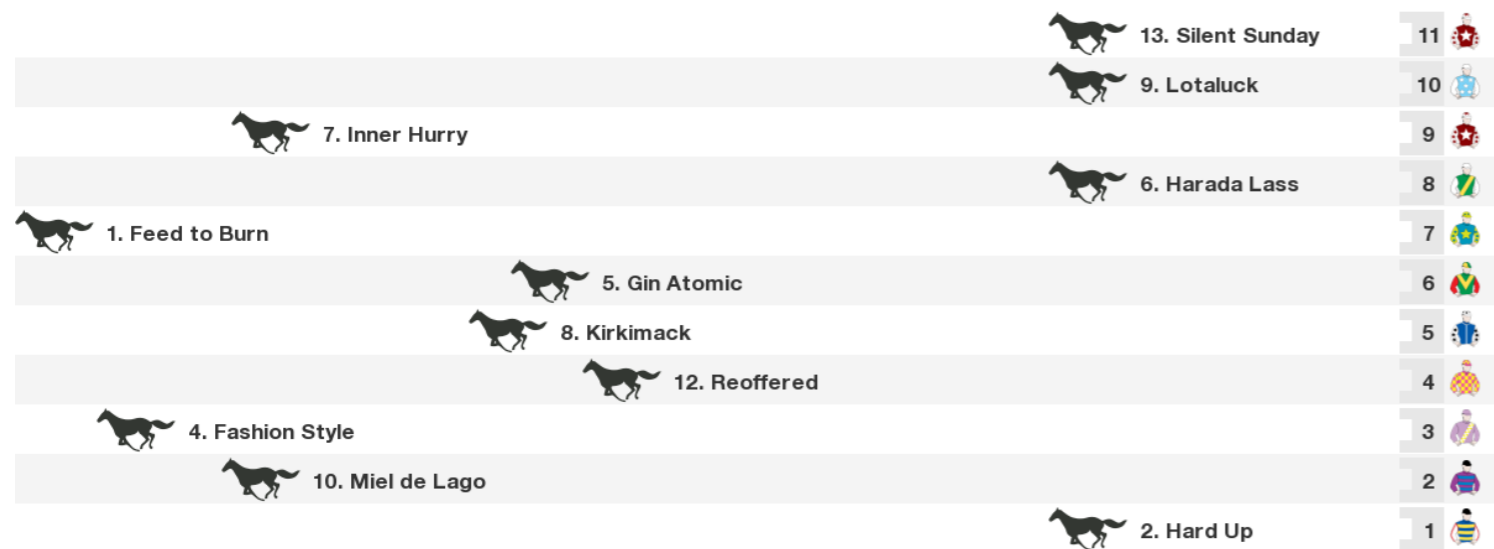 13. Silent Sunday 11
9. Lotaluck 10
7. Inner Hurry 9
6. Harada Lass 8
1. Feed to Burn 7
5. Gin Atomic 6
8. Kirkimack 5
12. Reoffered 4
4. Fashion Style 3
10. Miel de Lago 2
2. Hard Up 1